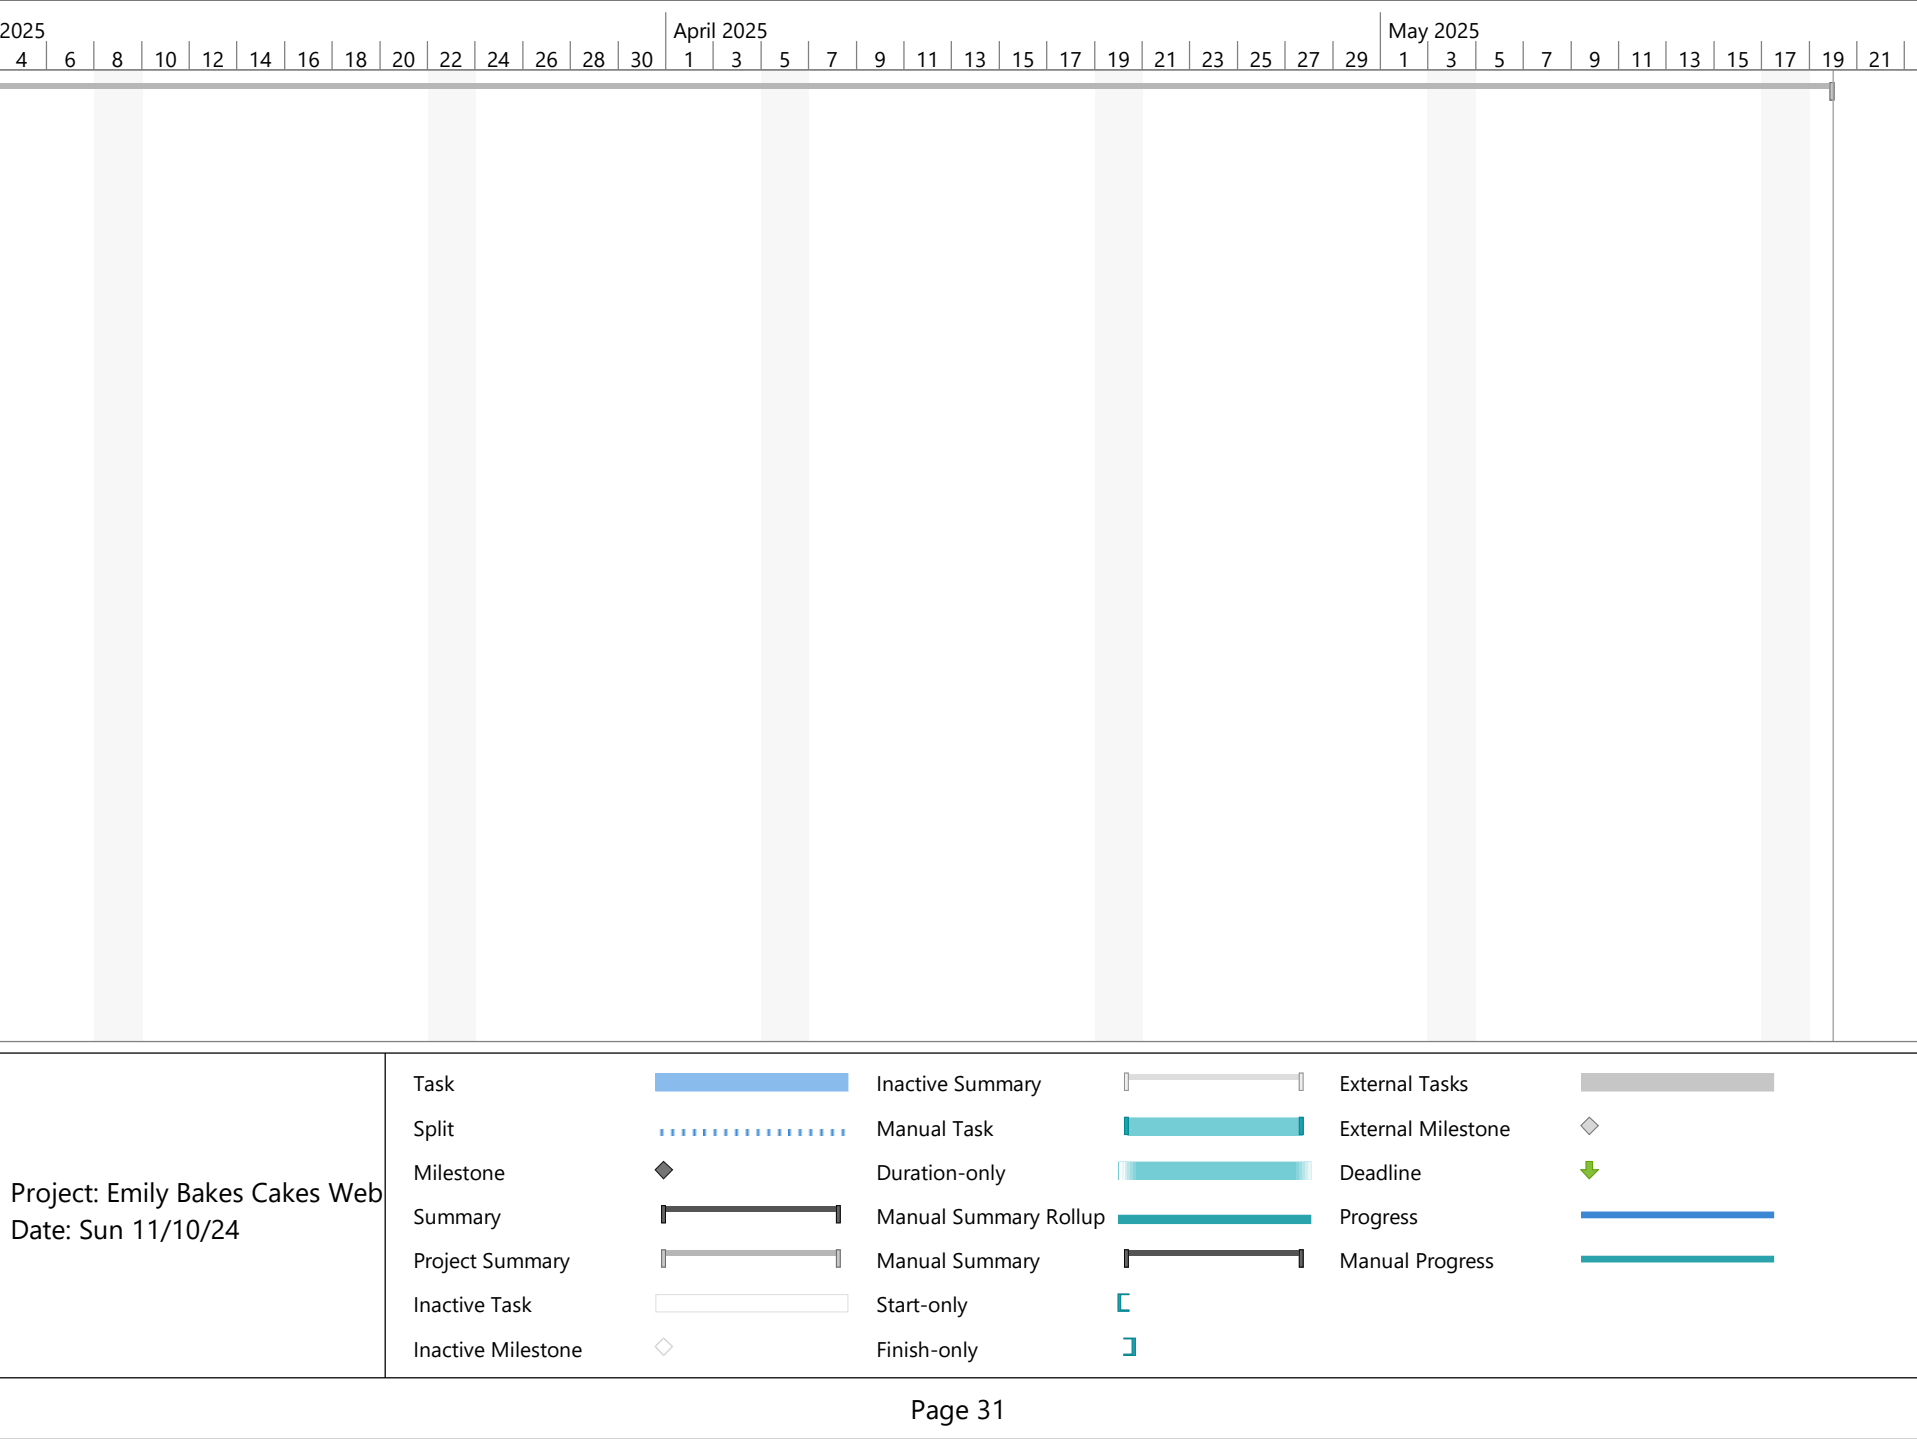 2025
April 2025
May 2025
4 6 8 10 12 14 16 18 20 22 24 26 28 30 1 3 5 7 9 11 13 15 17 19 21 23 25 27 29 1 3 5 7 9 11 13 15 17 19 21
Project: Emily Bakes Cakes Web
Date: Sun 11/10/24
Task
Split
Milestone
Summary
Project Summary
Inactive Task
Inactive Milestone
Inactive Summary
Manual Task
Duration-only
Manual Summary Rollup
Manual Summary
Start-only
Finish-only
External Tasks
External Milestone
Deadline
Progress
Manual Progress
Page 31